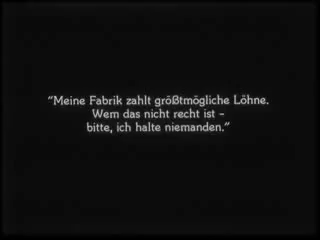 "Meine Fabrik zahlt größtmögliche Löhne.
Wem das nicht recht ist –
bitte, ich halte niemanden."